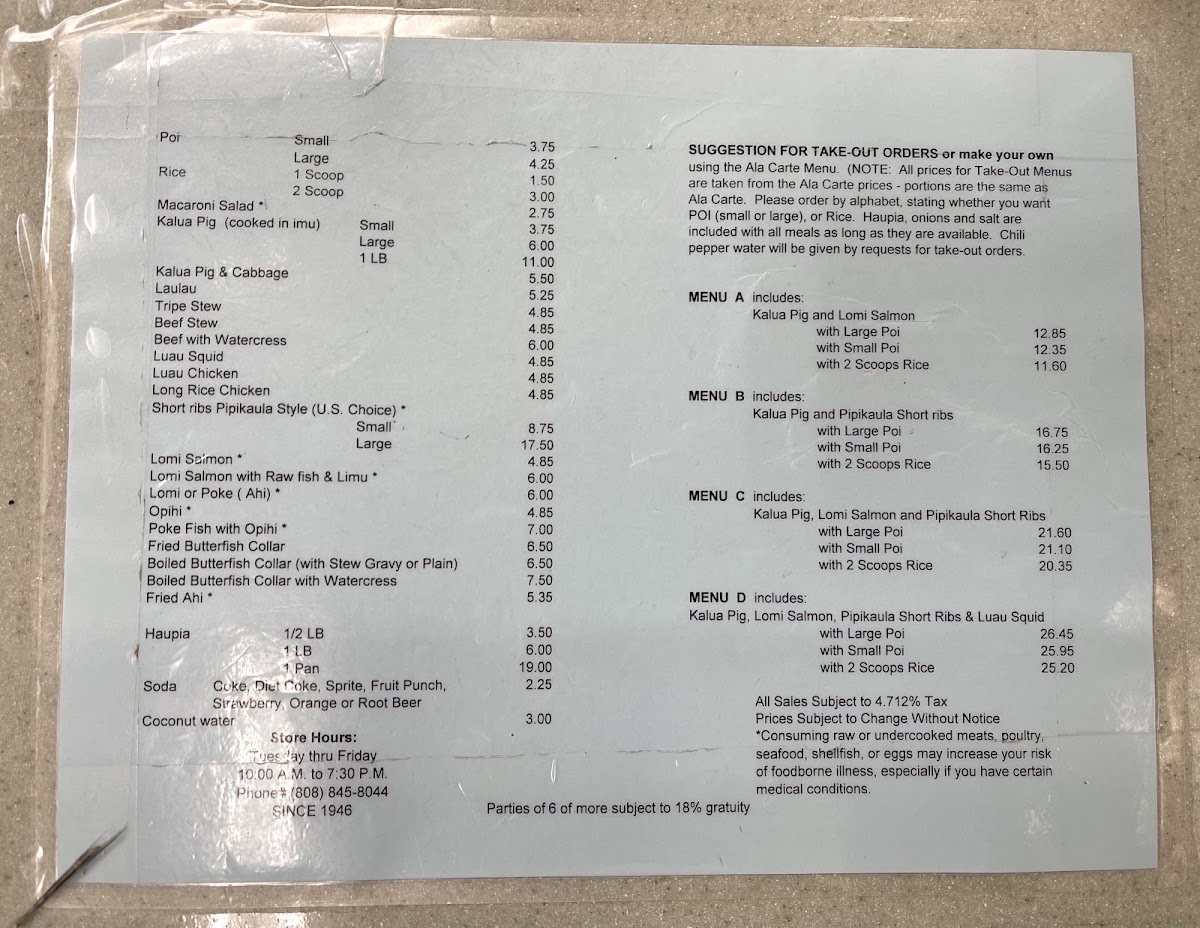 Poi Small 3.75
Large 4.25
Rice 1 Scoop 1.50
2 Scoop 3.00
Macaroni Salad * 2.75
Kalua Pig (cooked in imu) Small 3.75
Large 6.00
1 LB 11.00
Kalua Pig & Cabbage 5.50
Laulau 5.25
Tripe Stew 4.85
Beef Stew 4.85
Beef with Watercress 6.00
Luau Squid 4.85
Luau Chicken 4.85
Long Rice Chicken 4.85
Short ribs Pipikaula Style (U.S. Choice) *
Small 8.75
Large 17.50
Lomi Salmon * 4.85
Lomi Salmon with Raw fish & Limu * 6.00
Lomi or Poke ( Ahi) * 6.00
Opihi * 4.85
Poke Fish with Opihi * 7.00
Fried Butterfish Collar 6.50
Boiled Butterfish Collar (with Stew Gravy or Plain) 6.50
Boiled Butterfish Collar with Watercress 7.50
Fried Ahi * 5.35
Haupia 1/2 LB 3.50
1 LB 6.00
1 Pan 19.00
Soda Coke, Diet Coke, Sprite, Fruit Punch, 2.25
Strawberry, Orange or Root Beer
Coconut water 3.00
Store Hours:
Tuesday thru Friday
10:00 A.M. to 7:30 P.M.
Phone# (808) 845-8044
SINCE 1946
SUGGESTION FOR TAKE-OUT ORDERS or make your own
using the Ala Carte Menu. (NOTE: All prices for Take-Out Menus
are taken from the Ala Carte prices - portions are the same as
Ala Carte. Please order by alphabet, stating whether you want
POI (small or large), or Rice. Haupia, onions and salt are
included with all meals as long as they are available. Chili
pepper water will be given by requests for take-out orders.
MENU A includes:
Kalua Pig and Lomi Salmon
with Large Poi 12.85
with Small Poi 12.35
with 2 Scoops Rice 11.60
MENU B includes:
Kalua Pig and Pipikaula Short ribs
with Large Poi 16.75
with Small Poi 16.25
with 2 Scoops Rice 15.50
MENU C includes:
Kalua Pig, Lomi Salmon and Pipikaula Short Ribs
with Large Poi 21.60
with Small Poi 21.10
with 2 Scoops Rice 20.35
MENU D includes:
Kalua Pig, Lomi Salmon, Pipikaula Short Ribs & Luau Squid
with Large Poi 26.45
with Small Poi 25.95
with 2 Scoops Rice 25.20
All Sales Subject to 4.712% Tax
Prices Subject to Change Without Notice
*Consuming raw or undercooked meats, poultry,
seafood, shellfish, or eggs may increase your risk
of foodborne illness, especially if you have certain
medical conditions.
Parties of 6 of more subject to 18% gratuity